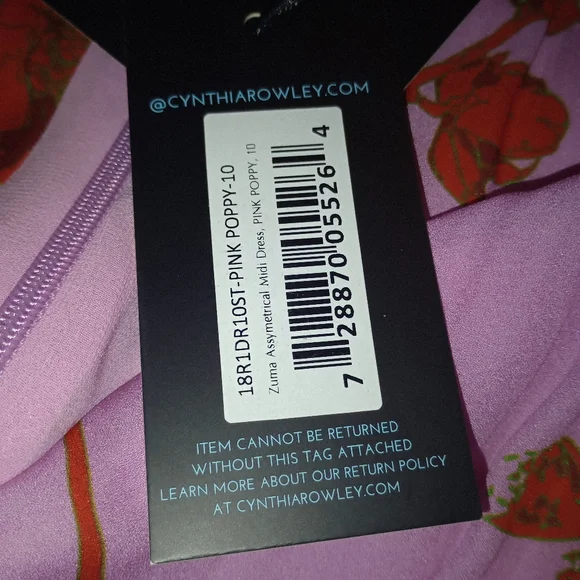 @CYNTHIAROWLEY.COM
18R1DR10ST-PINK POPPY-10
Zuma Assymetrical Midi Dress, PINK POPPY, 10
7 28870 05526 4
ITEM CANNOT BE RETURNED
WITHOUT THIS TAG ATTACHED
LEARN MORE ABOUT OUR RETURN POLICY
AT CYNTHIAROWLEY.COM